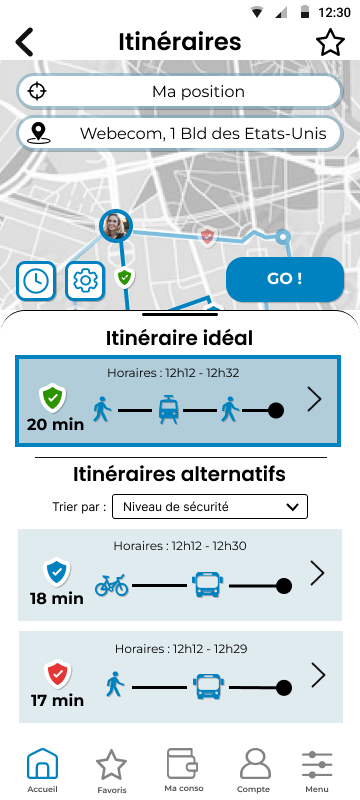 12:30
Itinéraires
Ma position
Webecom, 1 Bld des Etats-Unis
GO !
Itinéraire idéal
Horaires : 12h12 - 12h32
20 min
Itinéraires alternatifs
Trier par : Niveau de sécurité
Horaires : 12h12 - 12h30
18 min
Horaires : 12h12 - 12h29
17 min
Accueil Favoris Ma conso Compte Menu